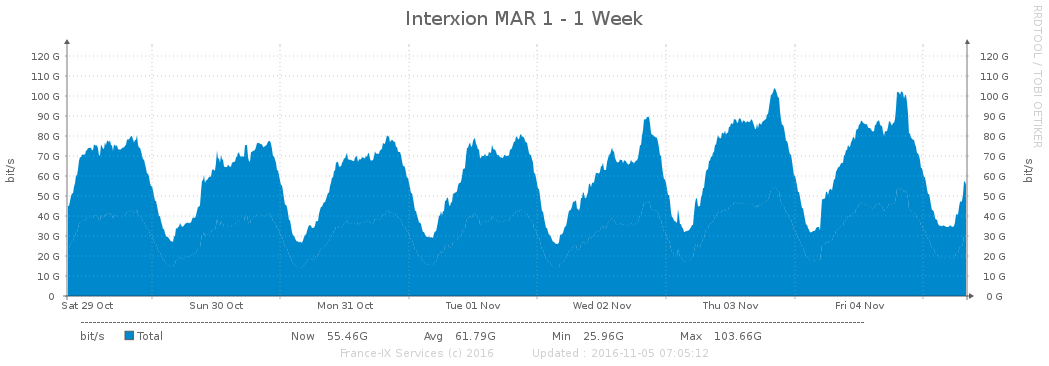 Interxion MAR 1 - 1 Week
RRDTOOL / TOBI OETIKER
bit/s
120 G 120 G
110 G 110 G
100 G 100 G
90 G 90 G
80 G 80 G
70 G 70 G
60 G 60 G
50 G 50 G
40 G 40 G
30 G 30 G
20 G 20 G
10 G 10 G
0 0 G
bit/s
Sat 29 Oct Sun 30 Oct Mon 31 Oct Tue 01 Nov Wed 02 Nov Thu 03 Nov Fri 04 Nov
bit/s Total Now 55.46G Avg 61.79G Min 25.96G Max 103.66G
France-IX Services (c) 2016 Updated : 2016-11-05 07:05:12